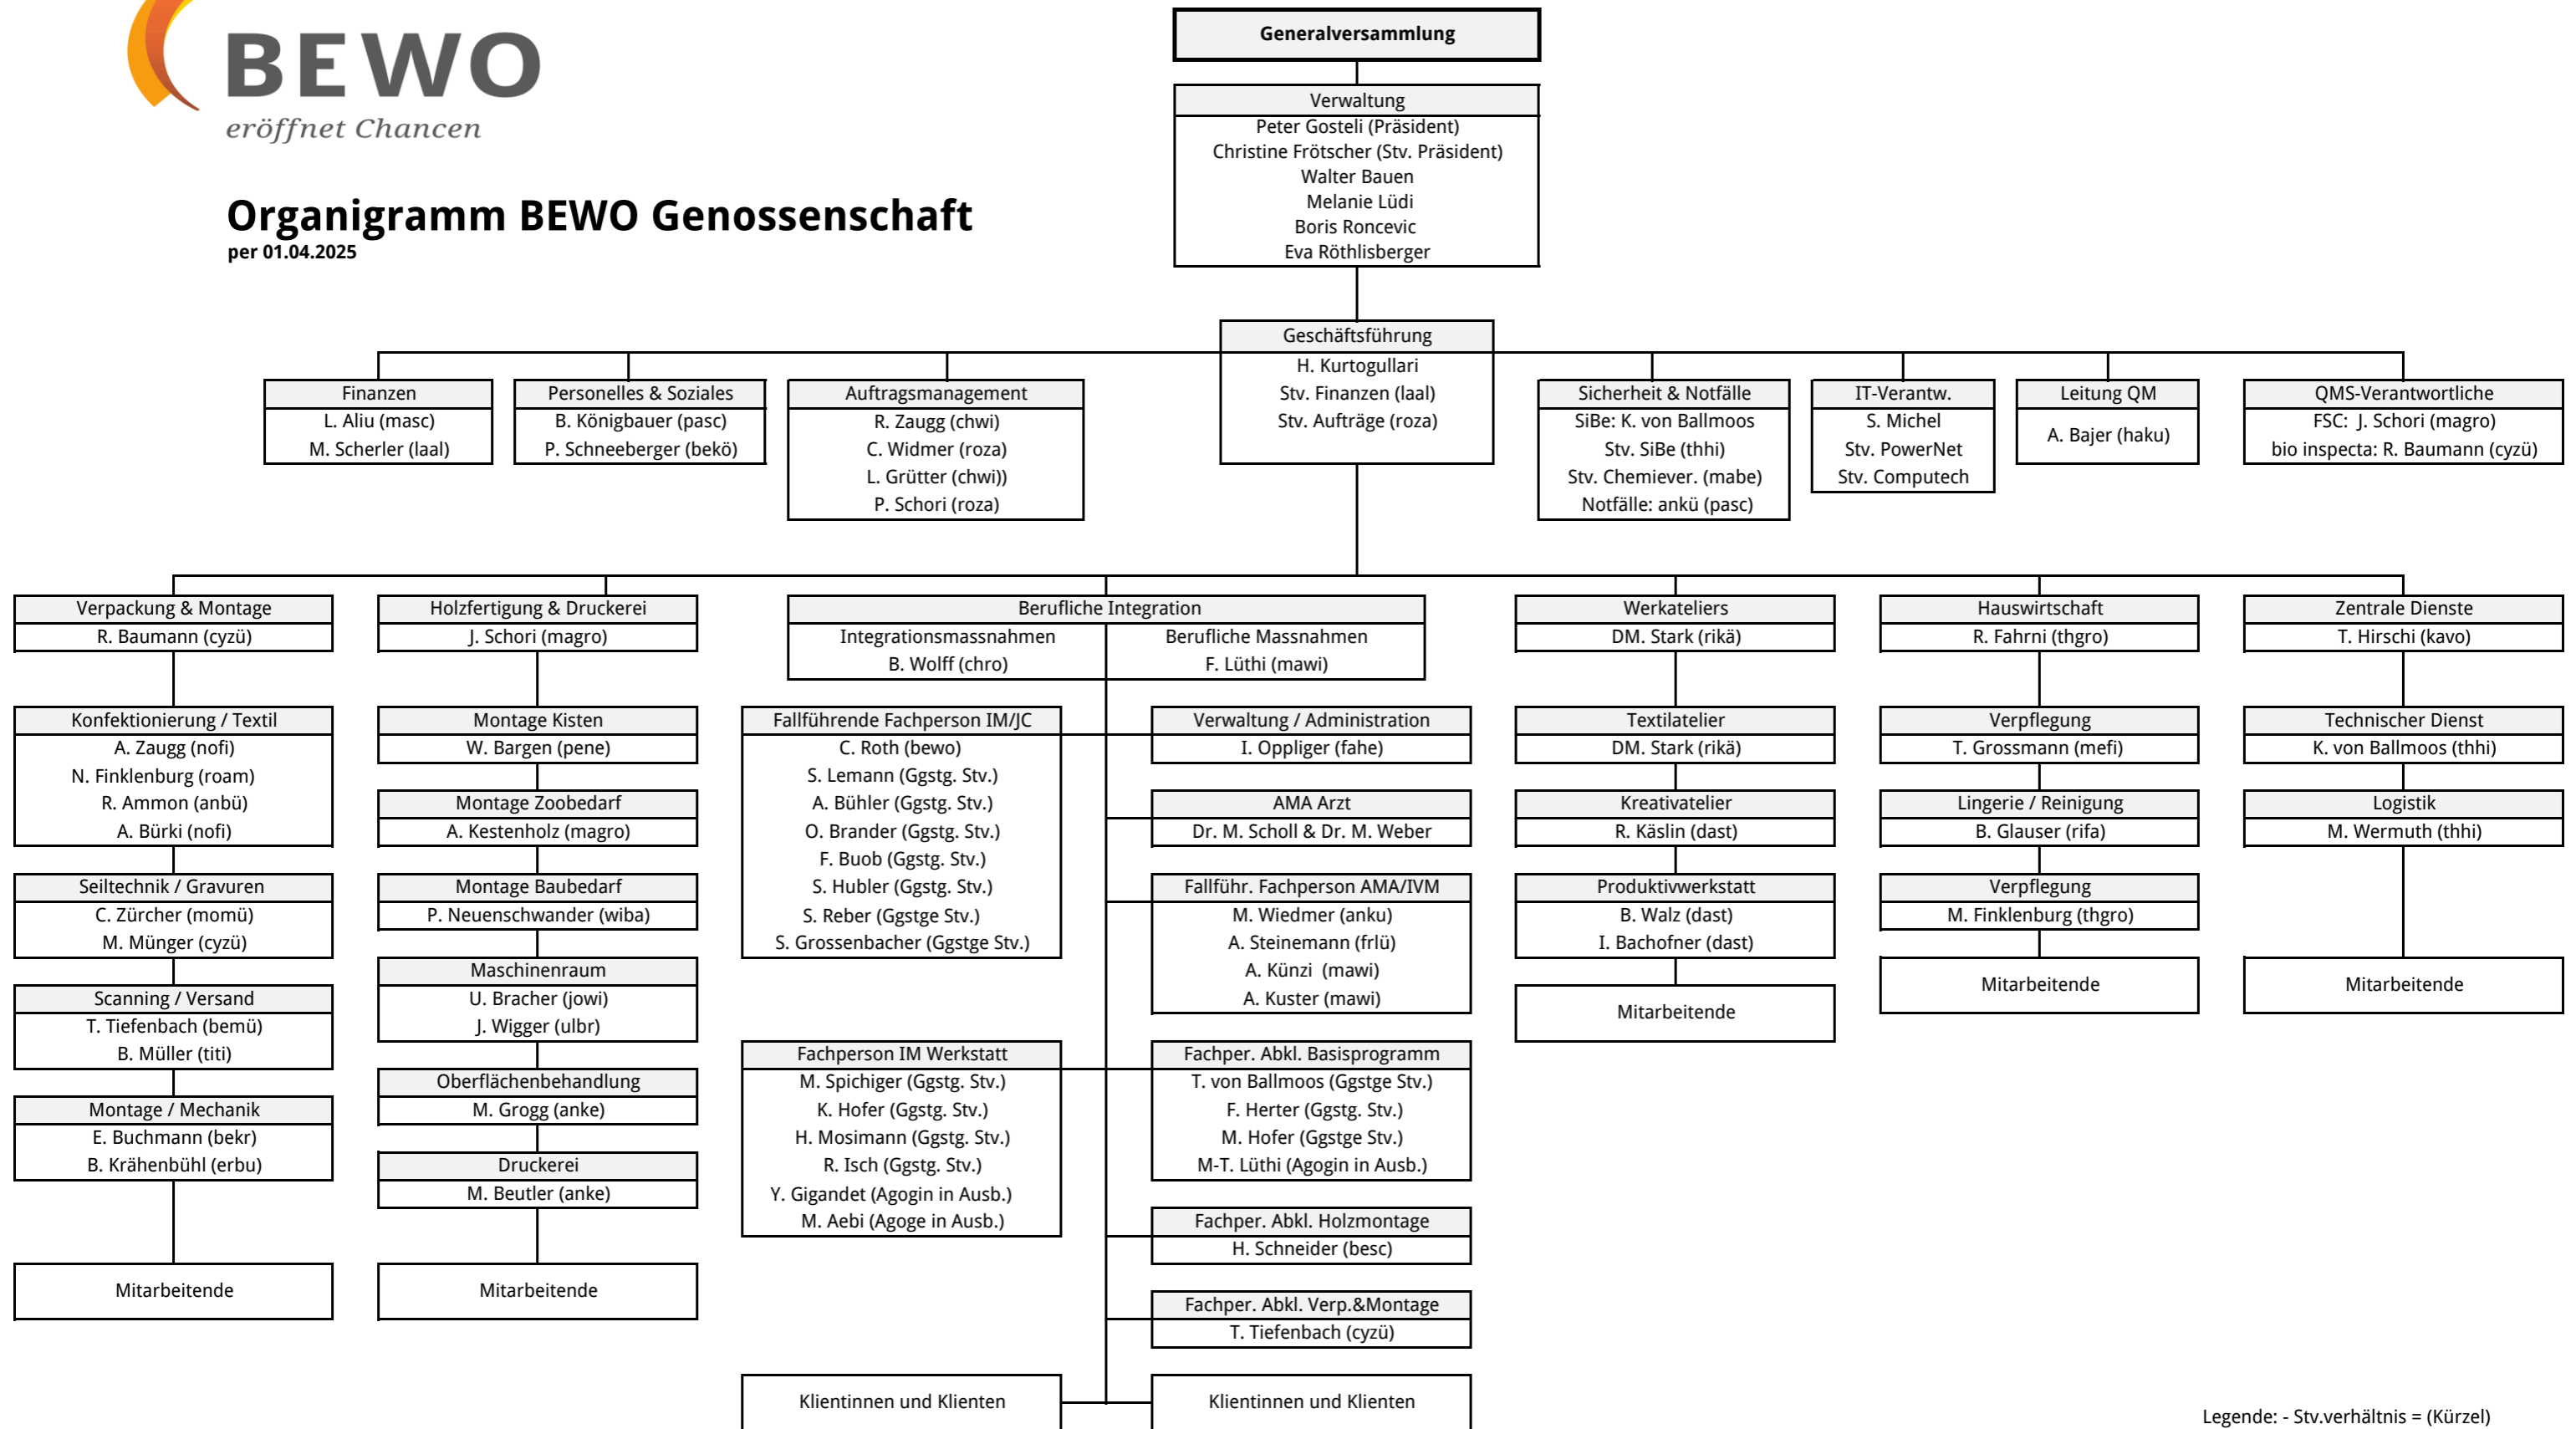 BEWO
eröffnet Chancen
Organigramm BEWO Genossenschaft
per 01.04.2025
Generalversammlung
Verwaltung
Peter Gosteli (Präsident)
Christine Frötscher (Stv. Präsident)
Walter Bauen
Melanie Lüdi
Boris Roncevic
Eva Röthlisberger
Geschäftsführung
H. Kurtogullari
Stv. Finanzen (laal)
Stv. Aufträge (roza)
Finanzen
L. Aliu (masc)
M. Scherler (laal)
Personelles & Soziales
B. Königbauer (pasc)
P. Schneeberger (bekö)
Auftragsmanagement
R. Zaugg (chwi)
C. Widmer (roza)
L. Grütter (chwi))
P. Schori (roza)
Sicherheit & Notfälle
SiBe: K. von Ballmoos
Stv. SiBe (thhi)
Stv. Chemiever. (mabe)
Notfälle: ankü (pasc)
IT-Verantw.
S. Michel
Stv. PowerNet
Stv. Computech
Leitung QM
A. Bajer (haku)
QMS-Verantwortliche
FSC:  J. Schori (magro)
bio inspecta: R. Baumann (cyzü)
Verpackung & Montage
R. Baumann (cyzü)
Konfektionierung / Textil
A. Zaugg (nofi)
N. Finklenburg (roam)
R. Ammon (anbü)
A. Bürki (nofi)
Seiltechnik / Gravuren
C. Zürcher (momü)
M. Münger (cyzü)
Scanning / Versand
T. Tiefenbach (bemü)
B. Müller (titi)
Montage / Mechanik
E. Buchmann (bekr)
B. Krähenbühl (erbu)
Mitarbeitende
Holzfertigung & Druckerei
J. Schori (magro)
Montage Kisten
W. Bargen (pene)
Montage Zoobedarf
A. Kestenholz (magro)
Montage Baubedarf
P. Neuenschwander (wiba)
Maschinenraum
U. Bracher (jowi)
J. Wigger (ulbr)
Oberflächenbehandlung
M. Grogg (anke)
Druckerei
M. Beutler (anke)
Mitarbeitende
Berufliche Integration
Integrationsmassnahmen
B. Wolff (chro)
Berufliche Massnahmen
F. Lüthi (mawi)
Fallführende Fachperson IM/JC
C. Roth (bewo)
S. Lemann (Ggstg. Stv.)
A. Bühler (Ggstg. Stv.)
O. Brander (Ggstg. Stv.)
F. Buob (Ggstg. Stv.)
S. Hubler (Ggstg. Stv.)
S. Reber (Ggstge Stv.)
S. Grossenbacher (Ggstge Stv.)
Fachperson IM Werkstatt
M. Spichiger (Ggstg. Stv.)
K. Hofer (Ggstg. Stv.)
H. Mosimann (Ggstg. Stv.)
R. Isch (Ggstg. Stv.)
Y. Gigandet (Agogin in Ausb.)
M. Aebi (Agoge in Ausb.)
Klientinnen und Klienten
Verwaltung / Administration
I. Oppliger (fahe)
AMA Arzt
Dr. M. Scholl & Dr. M. Weber
Fallführ. Fachperson AMA/IVM
M. Wiedmer (anku)
A. Steinemann (frlü)
A. Künzi  (mawi)
A. Kuster (mawi)
Fachper. Abkl. Basisprogramm
T. von Ballmoos (Ggstge Stv.)
F. Herter (Ggstg. Stv.)
M. Hofer (Ggstge Stv.)
M-T. Lüthi (Agogin in Ausb.)
Fachper. Abkl. Holzmontage
H. Schneider (besc)
Fachper. Abkl. Verp.&Montage
T. Tiefenbach (cyzü)
Klientinnen und Klienten
Werkateliers
DM. Stark (rikä)
Textilatelier
DM. Stark (rikä)
Kreativatelier
R. Käslin (dast)
Produktivwerkstatt
B. Walz (dast)
I. Bachofner (dast)
Mitarbeitende
Hauswirtschaft
R. Fahrni (thgro)
Verpflegung
T. Grossmann (mefi)
Lingerie / Reinigung
B. Glauser (rifa)
Verpflegung
M. Finklenburg (thgro)
Mitarbeitende
Zentrale Dienste
T. Hirschi (kavo)
Technischer Dienst
K. von Ballmoos (thhi)
Logistik
M. Wermuth (thhi)
Mitarbeitende
Legende: - Stv.verhältnis = (Kürzel)